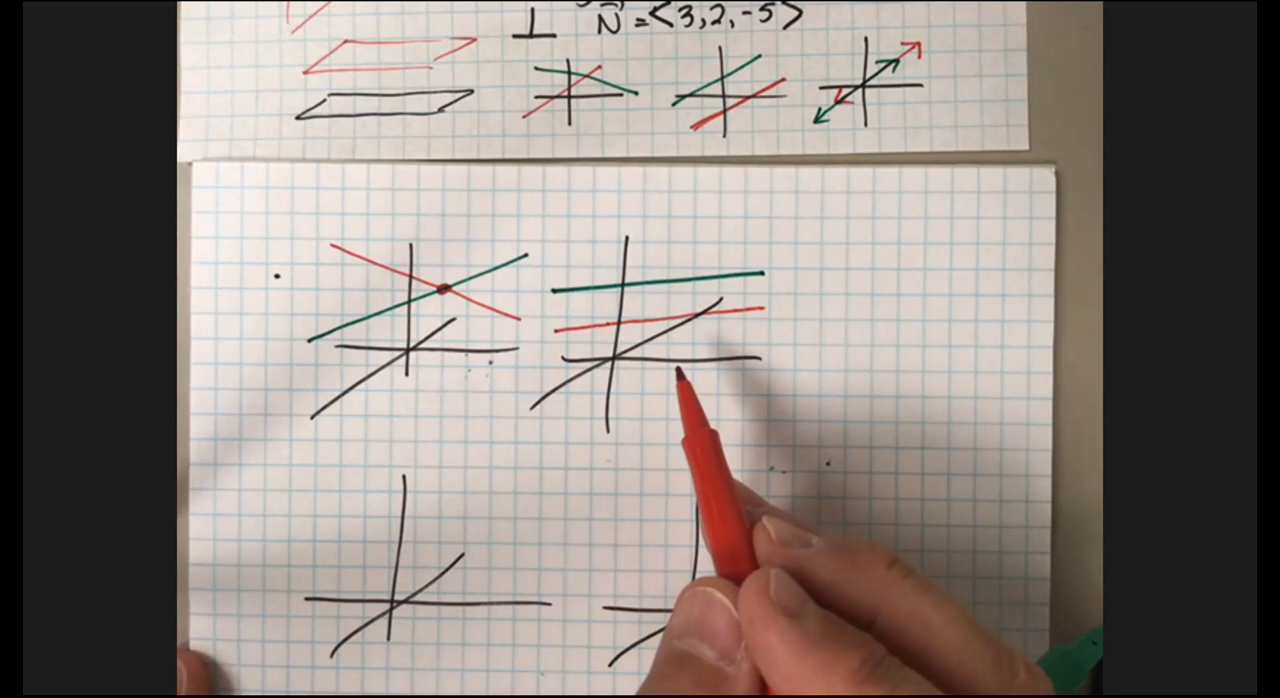 ⊥ N⃗ = <3, 2, -5>